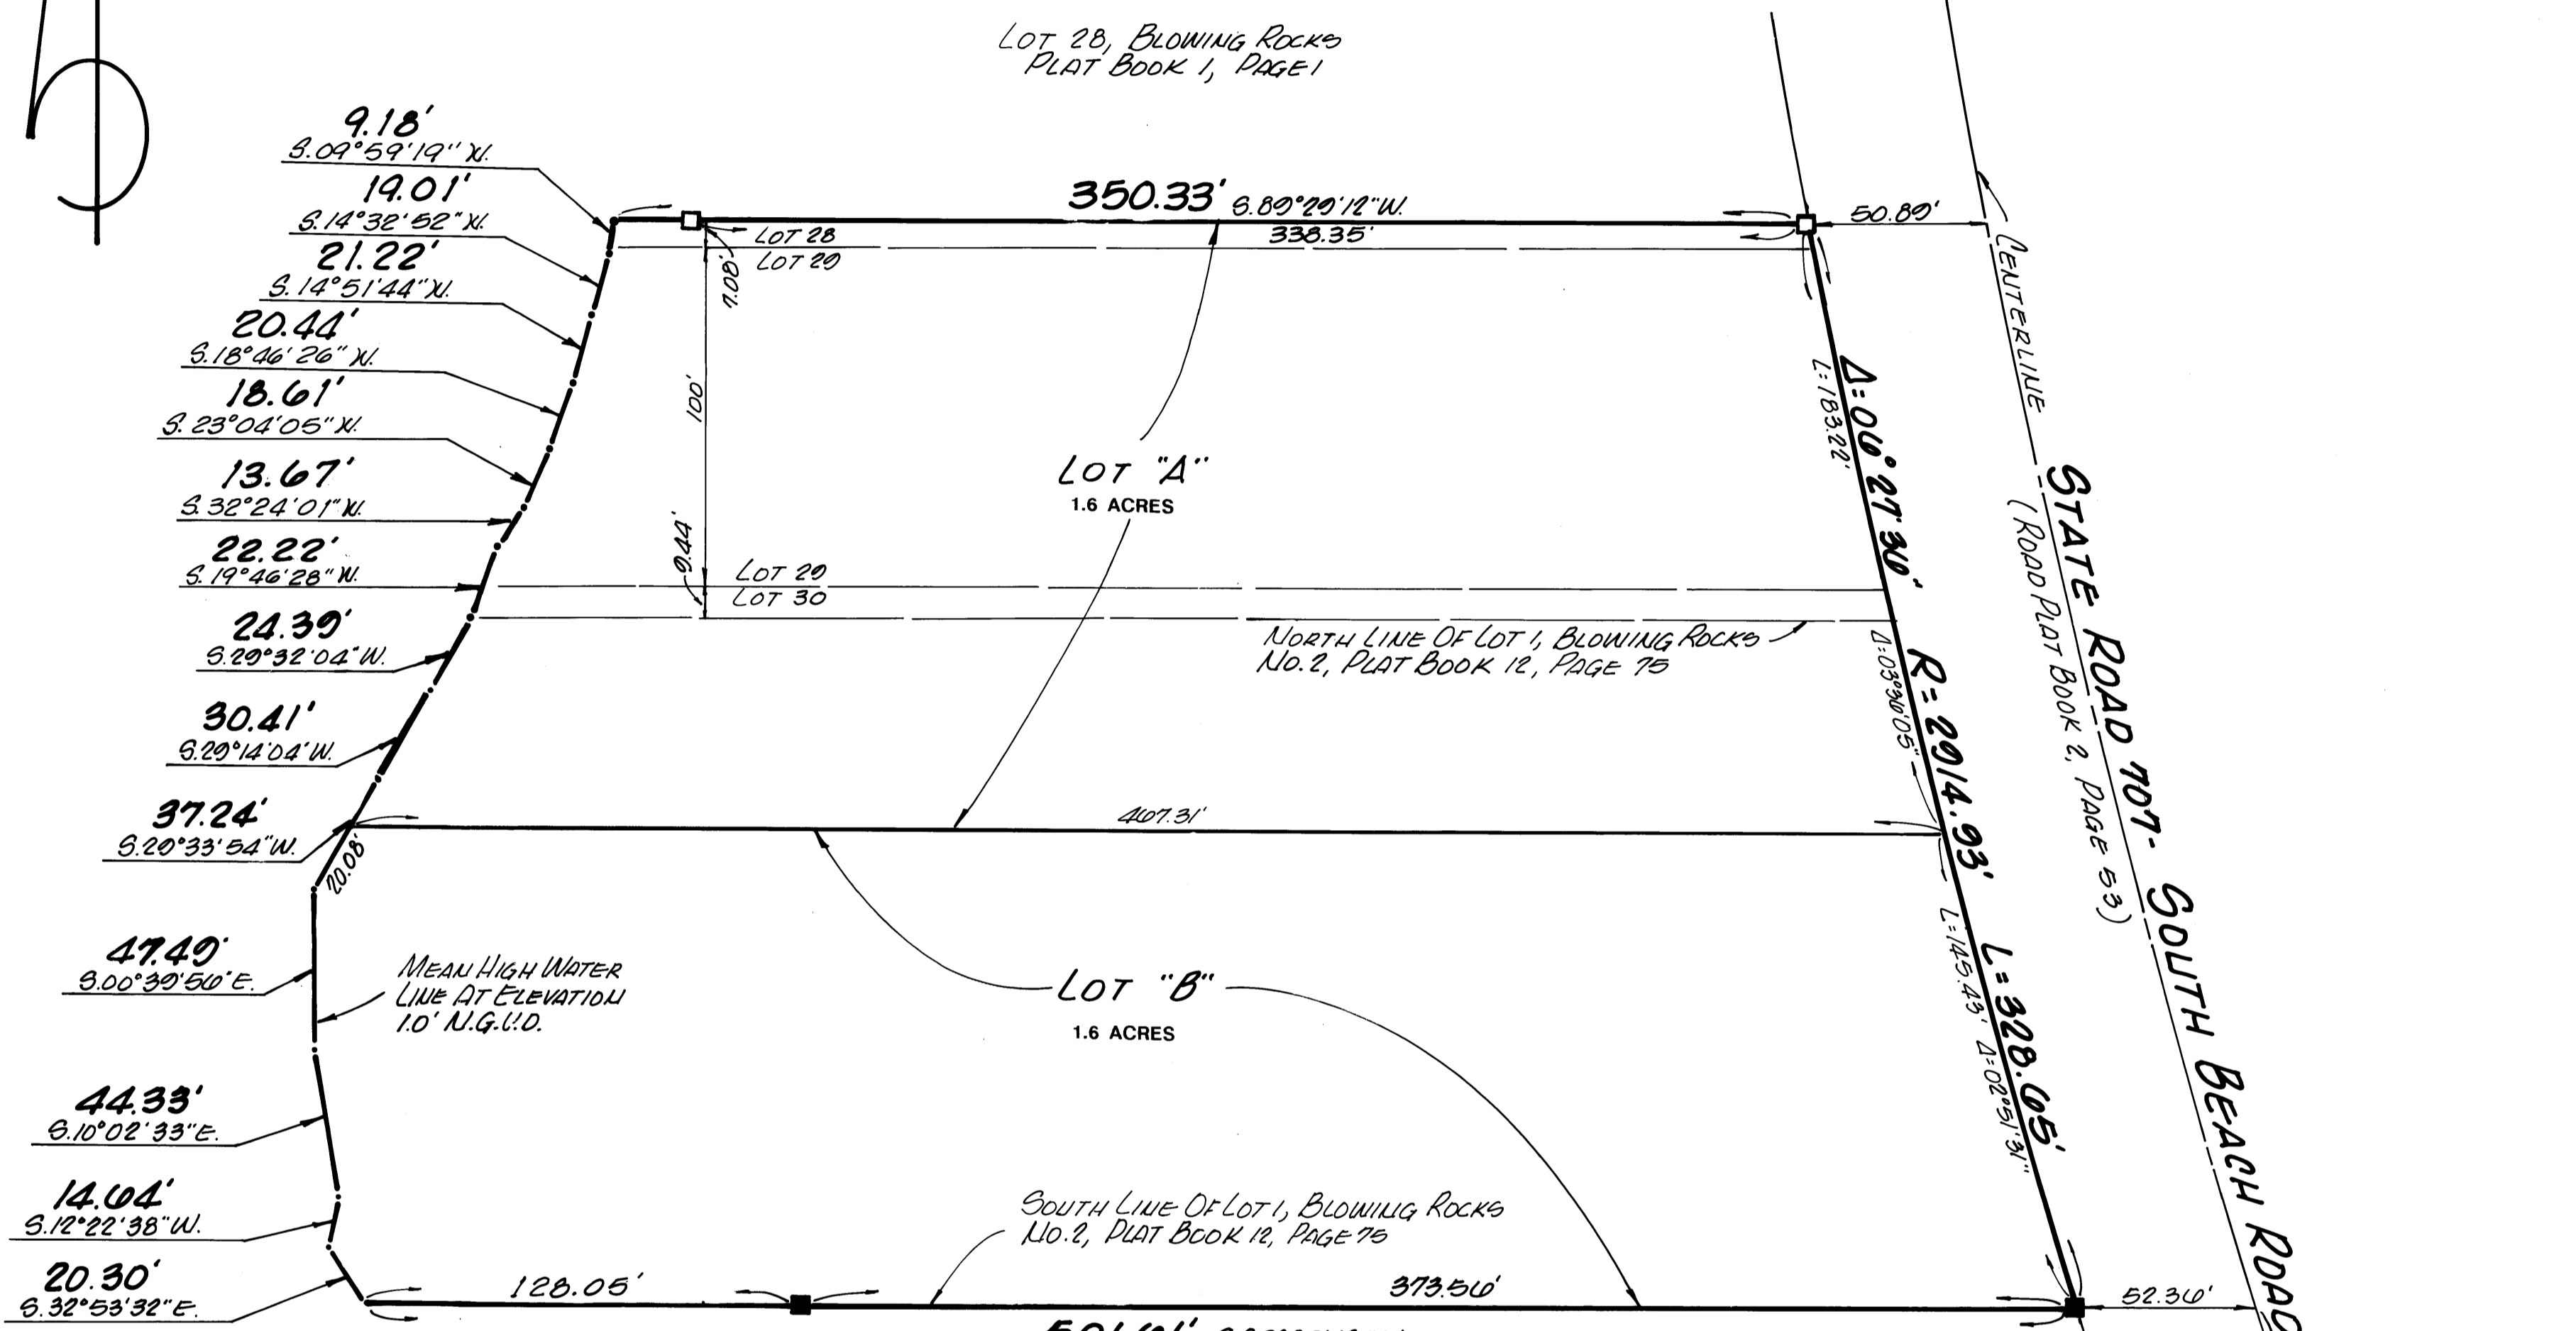 LOT 28, BLOWING ROCKS
PLAT BOOK 1, PAGE 1
9.18'
S.09°59'19"W.
19.01'
S.14°32'52"W.
21.22'
S.14°51'44"W.
20.44'
S.18°46'26"W.
18.61'
S.23°04'05"W.
13.67'
S.32°24'01"W.
22.22'
S.19°46'28"W.
24.39'
S.29°32'04"W.
30.41'
S.29°14'04"W.
37.24'
S.29°33'54"W.
20.08'
47.49'
S.00°39'56"E.
44.33'
S.10°02'33"E.
14.64'
S.12°22'38"W.
20.30'
S.32°53'32"E.
350.33' S.89°29'12"W.
338.35'
50.89'
LOT 28
LOT 29
7.08'
100'
9.44'
LOT 29
LOT 30
LOT "A"
1.6 ACRES
NORTH LINE OF LOT 1, BLOWING ROCKS
NO.2, PLAT BOOK 12, PAGE 75
467.31'
MEAN HIGH WATER
LINE AT ELEVATION
1.0' N.G.V.D.
LOT "B"
1.6 ACRES
SOUTH LINE OF LOT 1, BLOWING ROCKS
NO.2, PLAT BOOK 12, PAGE 75
128.05'
373.56'
52.36'
Δ=06°27'36"
L=183.22'
R=2914.93'
Δ=03°36'05"
L=328.65'
L=145.43' Δ=02°51'31"
CENTERLINE
STATE ROAD 707- SOUTH BEACH ROAD
(ROAD PLAT BOOK 2, PAGE 53)